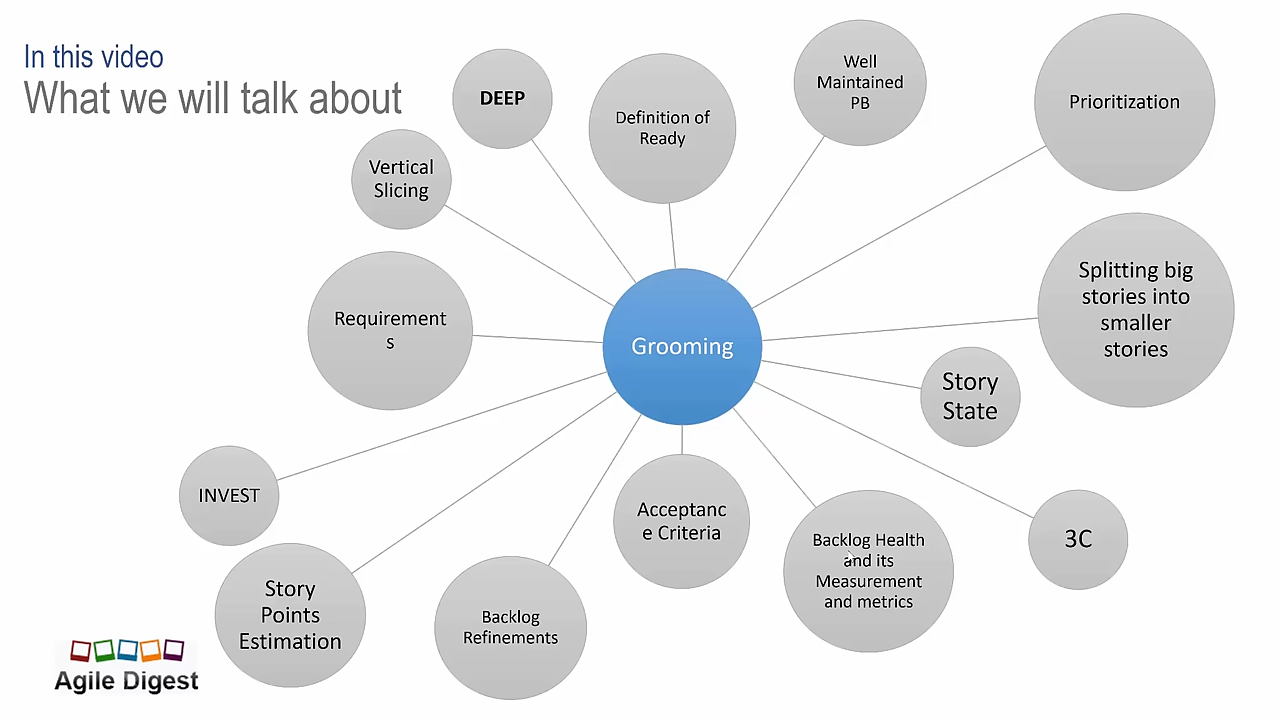 In this video
What we will talk about
DEEP
Definition of
Ready
Well
Maintained
PB
Prioritization
Vertical
Slicing
Requirement
s
Grooming
Splitting big
stories into
smaller
stories
Story
State
INVEST
Acceptanc
e Criteria
Backlog Health
and its
Measurement
and metrics
3C
Story
Points
Estimation
Backlog
Refinements
Agile Digest